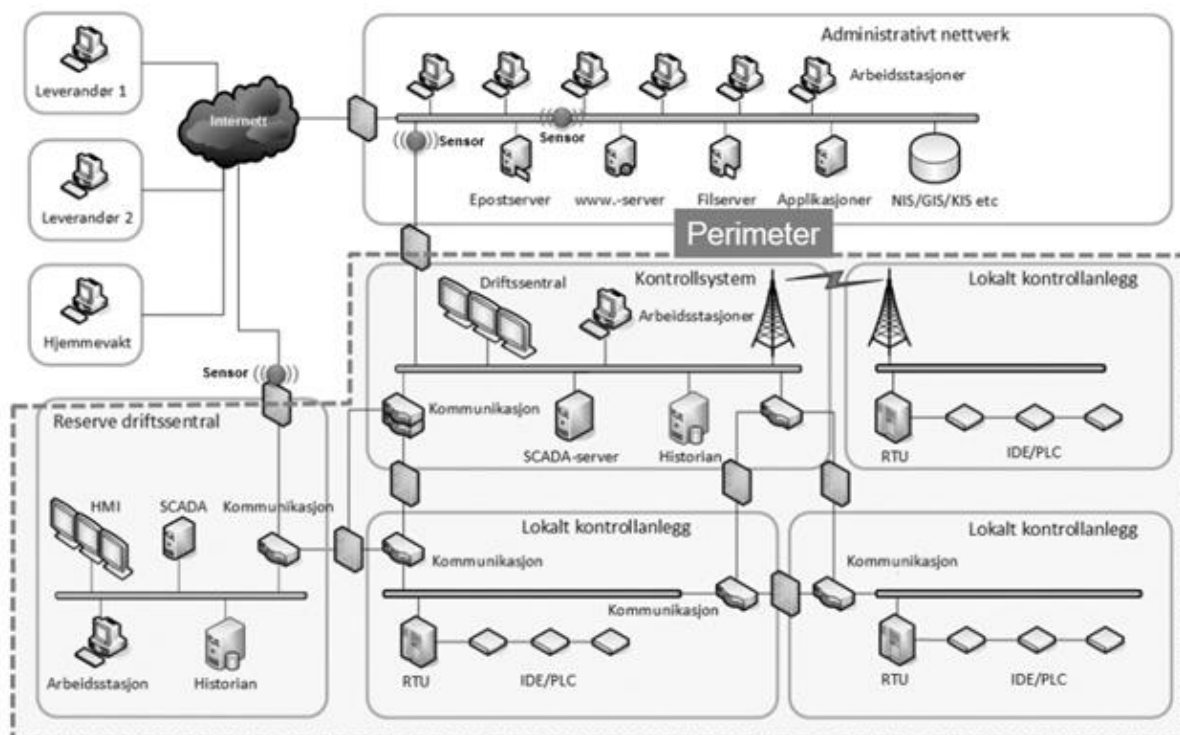 Leverandør 1
Leverandør 2
Hjemmevakt
Internett
Administrativt nettverk
Arbeidsstasjoner
Sensor
Sensor
Epostserver
www.-server
Filserver
Applikasjoner
NIS/GIS/KIS etc
Perimeter
Driftssentral
Kontrollsystem
Arbeidsstasjoner
Lokalt kontrollanlegg
Sensor
Kommunikasjon
SCADA-server
Historian
RTU
IDE/PLC
Reserve driftssentral
HMI
SCADA
Kommunikasjon
Arbeidsstasjon
Historian
Lokalt kontrollanlegg
Kommunikasjon
Kommunikasjon
RTU
IDE/PLC
Lokalt kontrollanlegg
Kommunikasjon
RTU
IDE/PLC